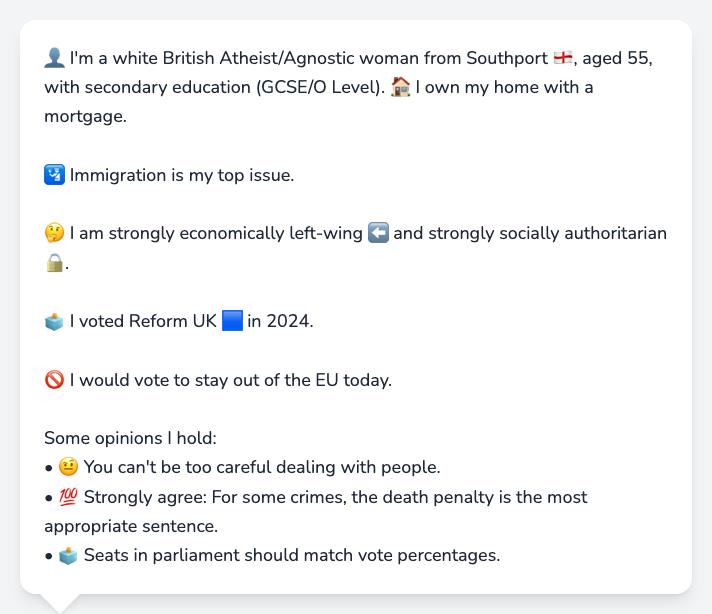 👤 I'm a white British Atheist/Agnostic woman from Southport 🏴󠁧󠁢󠁥󠁮󠁧󠁿, aged 55,
with secondary education (GCSE/O Level). 🏠 I own my home with a
mortgage.
🛂 Immigration is my top issue.
🤔 I am strongly economically left-wing ⬅️ and strongly socially authoritarian
🔒.
🗳️ I voted Reform UK 🟦 in 2024.
🚫 I would vote to stay out of the EU today.
Some opinions I hold:
• 🤨 You can't be too careful dealing with people.
• 💯 Strongly agree: For some crimes, the death penalty is the most
appropriate sentence.
• 🗳️ Seats in parliament should match vote percentages.